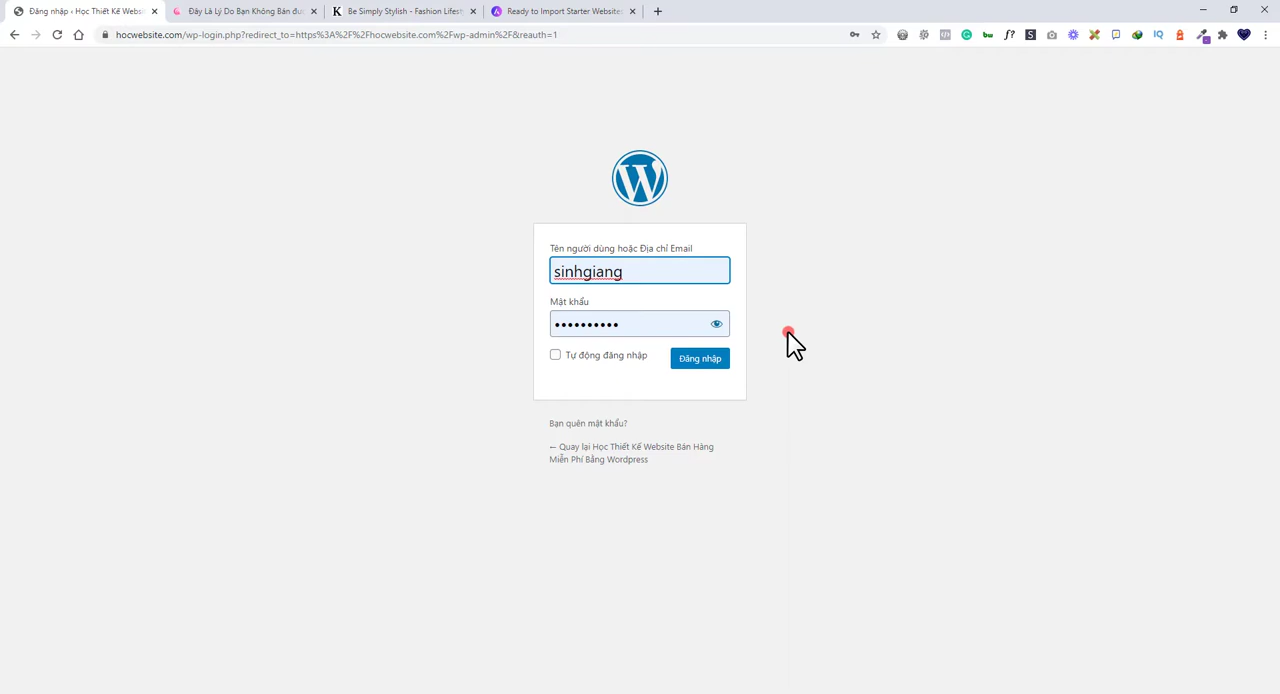 Đăng nhập ‹ Học Thiết Kế Websi
Đây Là Lý Do Bạn Không Bán đư
Be Simply Stylish - Fashion Lifest
Ready to Import Starter Websites
hocwebsite.com/wp-login.php?redirect_to=https%3A%2F%2Fhocwebsite.com%2Fwp-admin%2F&reauth=1
Tên người dùng hoặc Địa chỉ Email
sinhgiang
Mật khẩu
Tự động đăng nhập
Đăng nhập
Bạn quên mật khẩu?
← Quay lại Học Thiết Kế Website Bán Hàng
Miễn Phí Bằng Wordpress